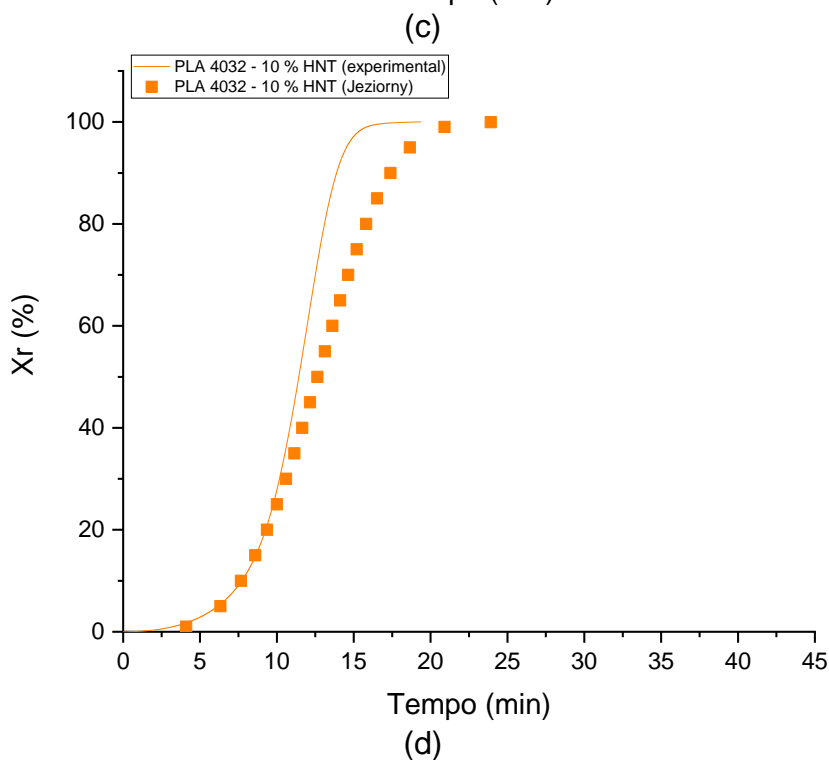 (c)
PLA 4032 - 10 % HNT (experimental)
PLA 4032 - 10 % HNT (Jeziorny)
100
80
60
40
20
0
Xr (%)
0 5 10 15 20 25 30 35 40 45
Tempo (min)
(d)